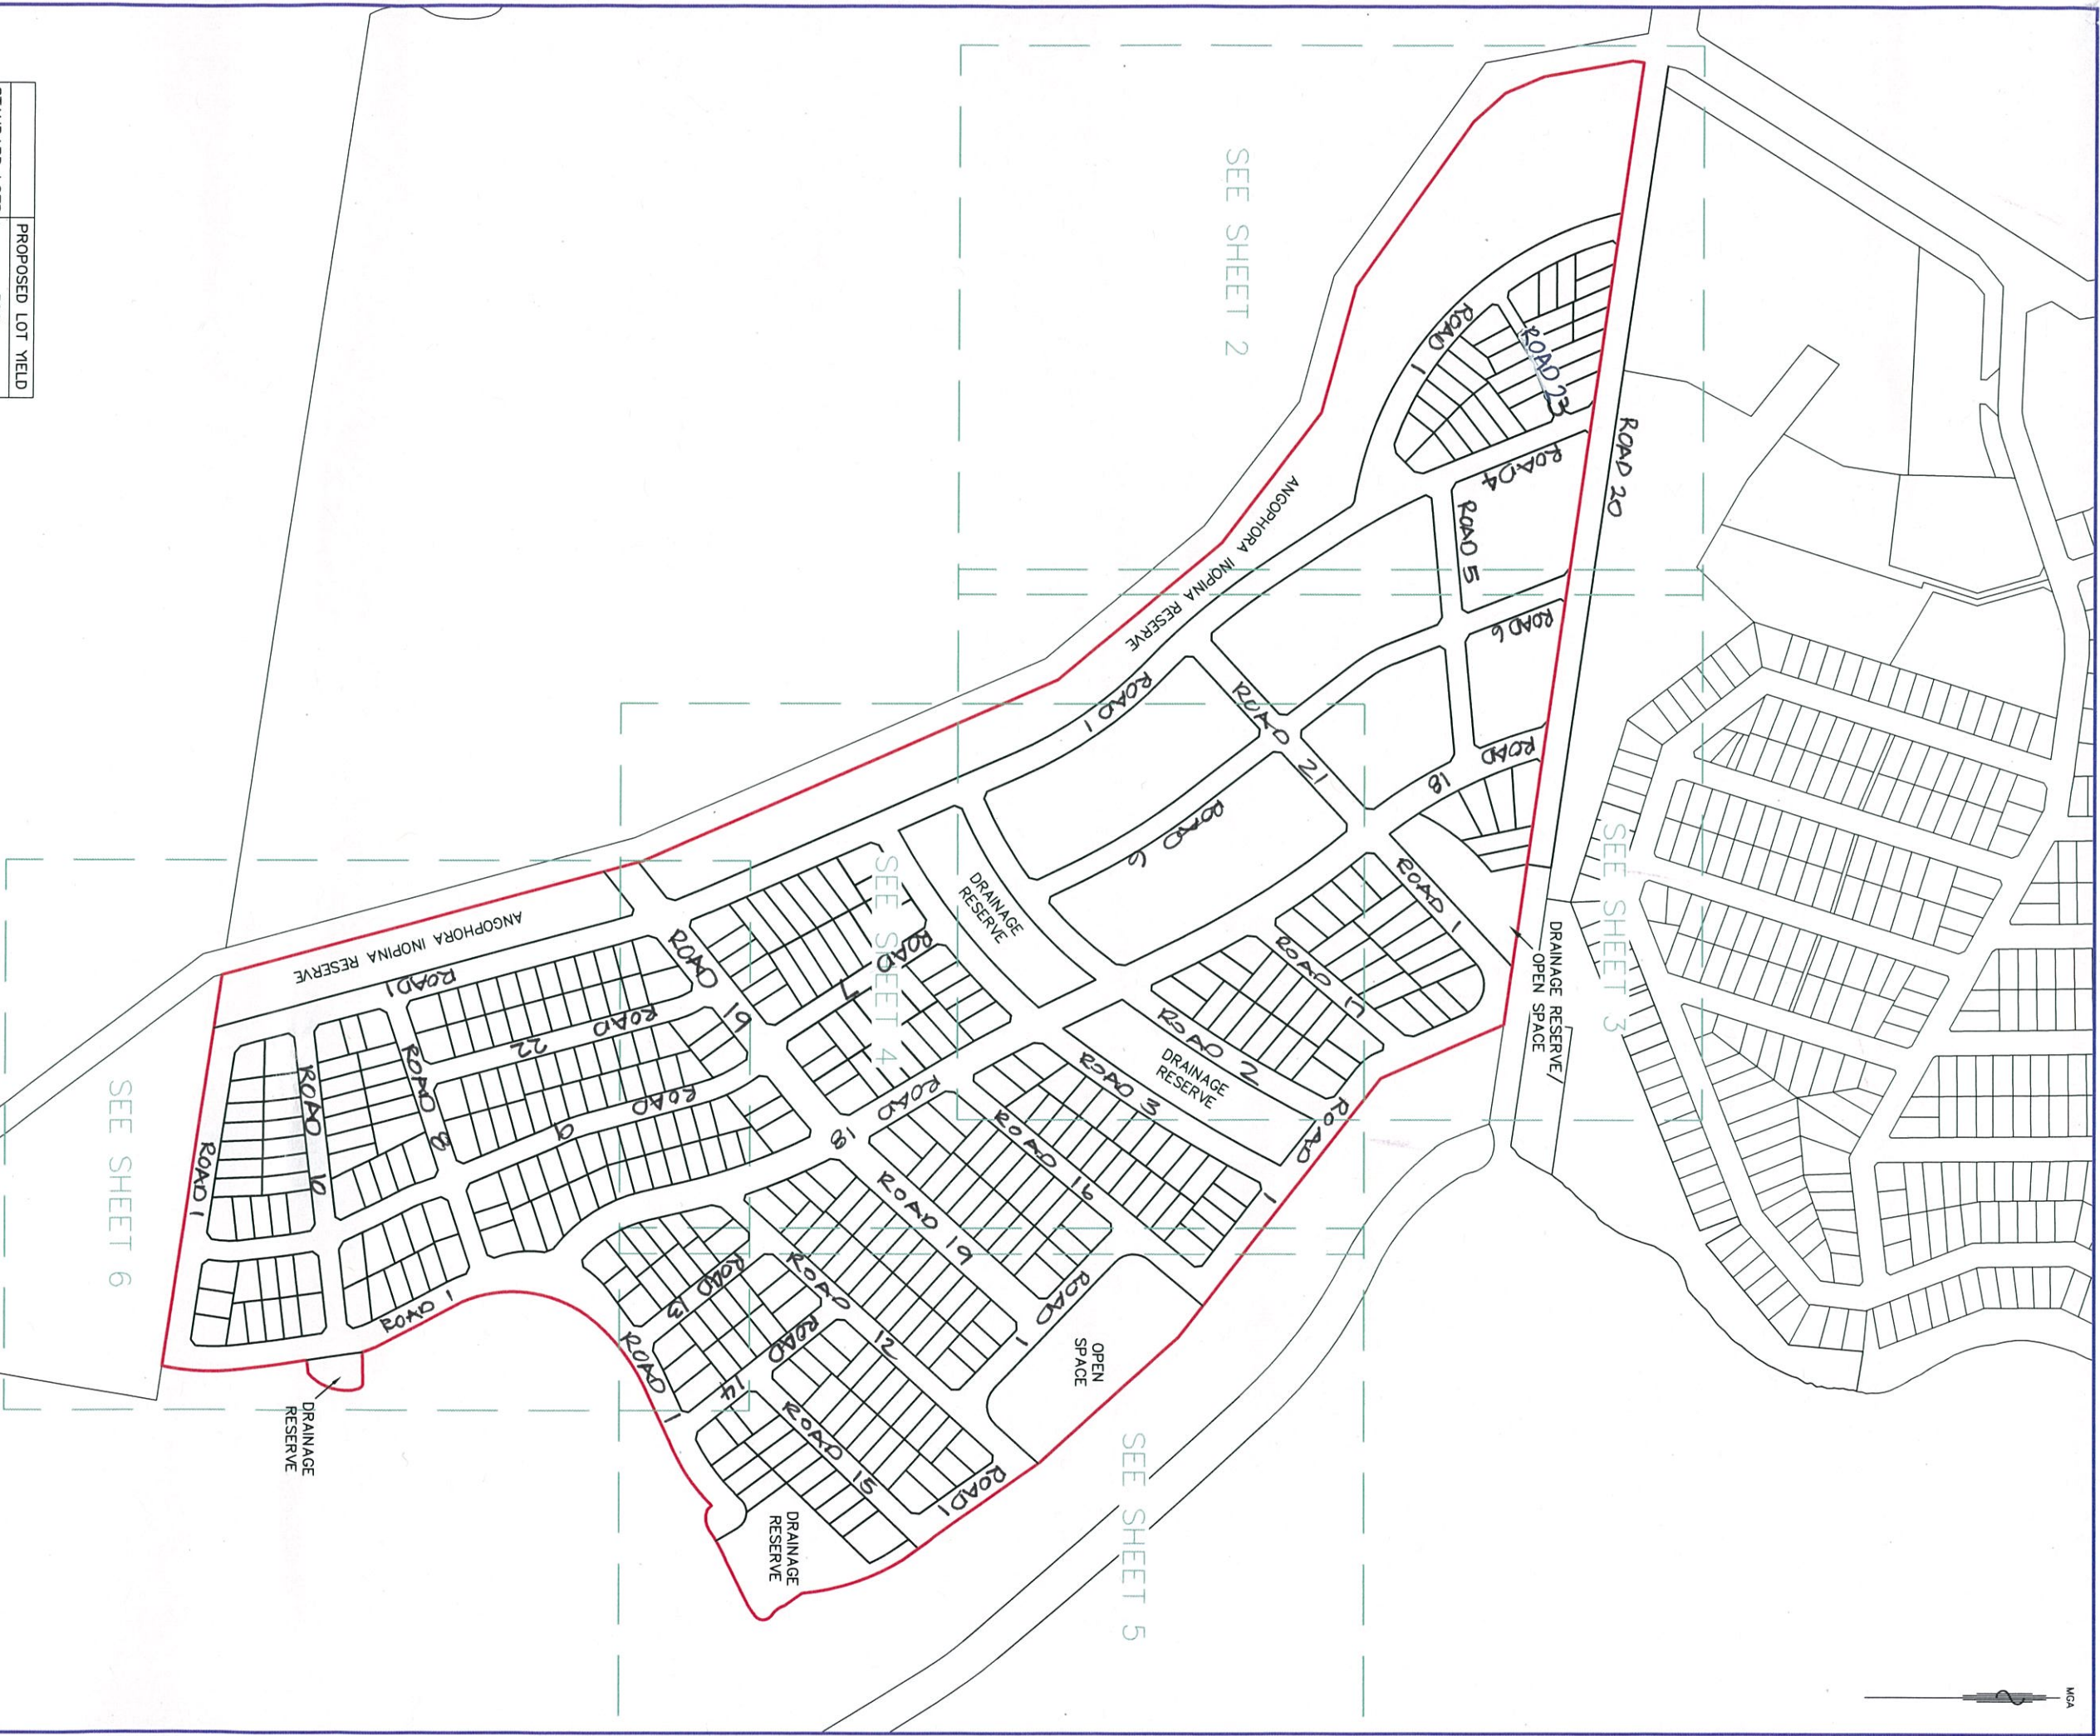 PROPOSED LOT YIELD
SEE SHEET 2
ROAD 1
ROAD 23
ROAD 20
ROAD 4
ROAD 5
ROAD 6
ANGOPHORA INOPINA RESERVE
ROAD 1
ROAD 21
ROAD 18
ROAD 6
SEE SHEET 3
DRAINAGE RESERVE/
OPEN SPACE
ROAD 1
ROAD 17
DRAINAGE
RESERVE
ROAD 2
DRAINAGE
RESERVE
ROAD 3
ROAD 1
SEE SHEET 4
ROAD 7
ROAD 19
ROAD 18
ROAD 16
ROAD 19
ROAD 1
ANGOPHORA INOPINA RESERVE
ROAD 1
ROAD 22
ROAD 8
ROAD 9
ROAD 10
ROAD 1
SEE SHEET 6
ROAD 1
DRAINAGE
RESERVE
ROAD 13
ROAD 12
ROAD 14
ROAD 1
ROAD 15
ROAD 1
OPEN
SPACE
SEE SHEET 5
DRAINAGE
RESERVE
MGA